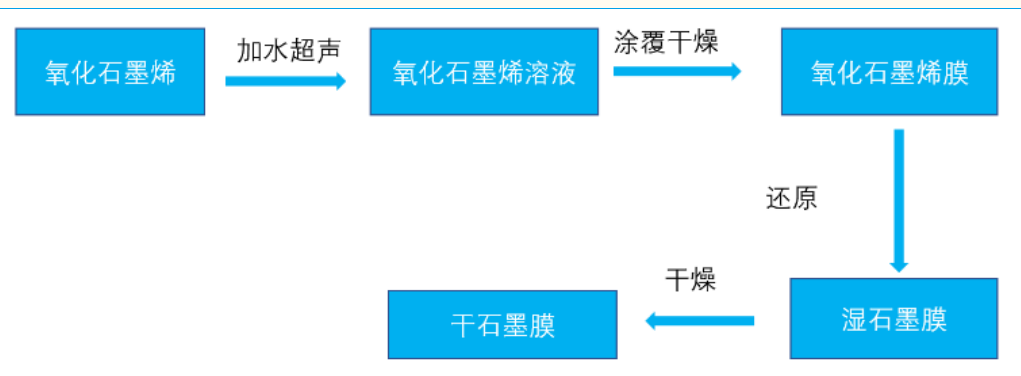 氧化石墨烯
加水超声
氧化石墨烯溶液
涂覆干燥
氧化石墨烯膜
还原
湿石墨膜
干燥
干石墨膜